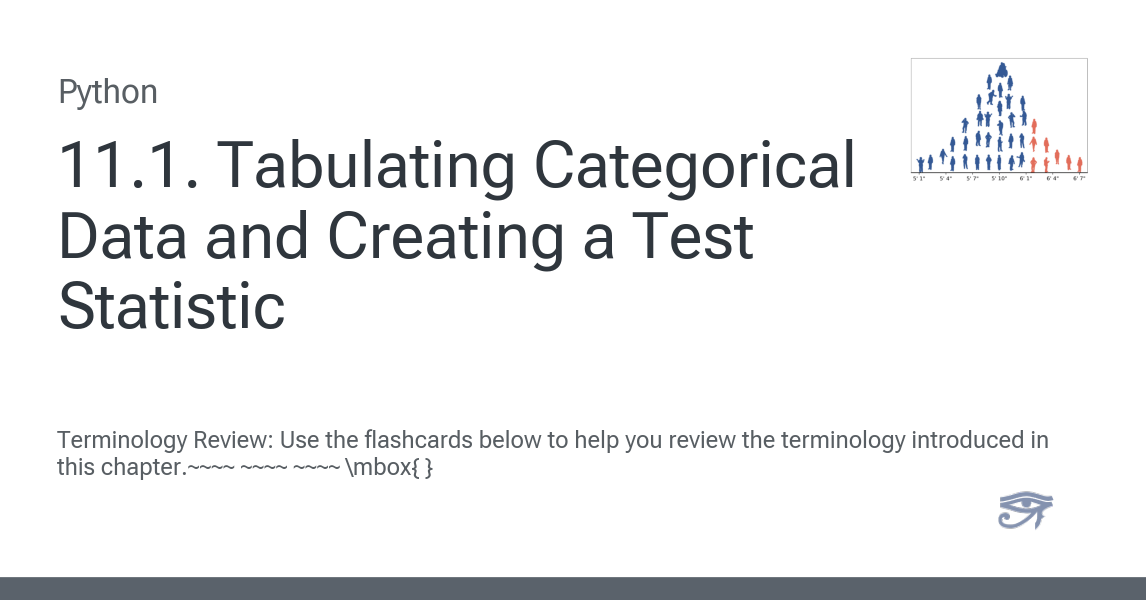 Python
11.1. Tabulating Categorical
Data and Creating a Test
Statistic
5' 1" 5' 4" 5' 7" 5' 10" 6' 1" 6' 4" 6' 7"
Terminology Review: Use the flashcards below to help you review the terminology introduced in
this chapter.~~~~ ~~~~ ~~~~ \mbox{ }